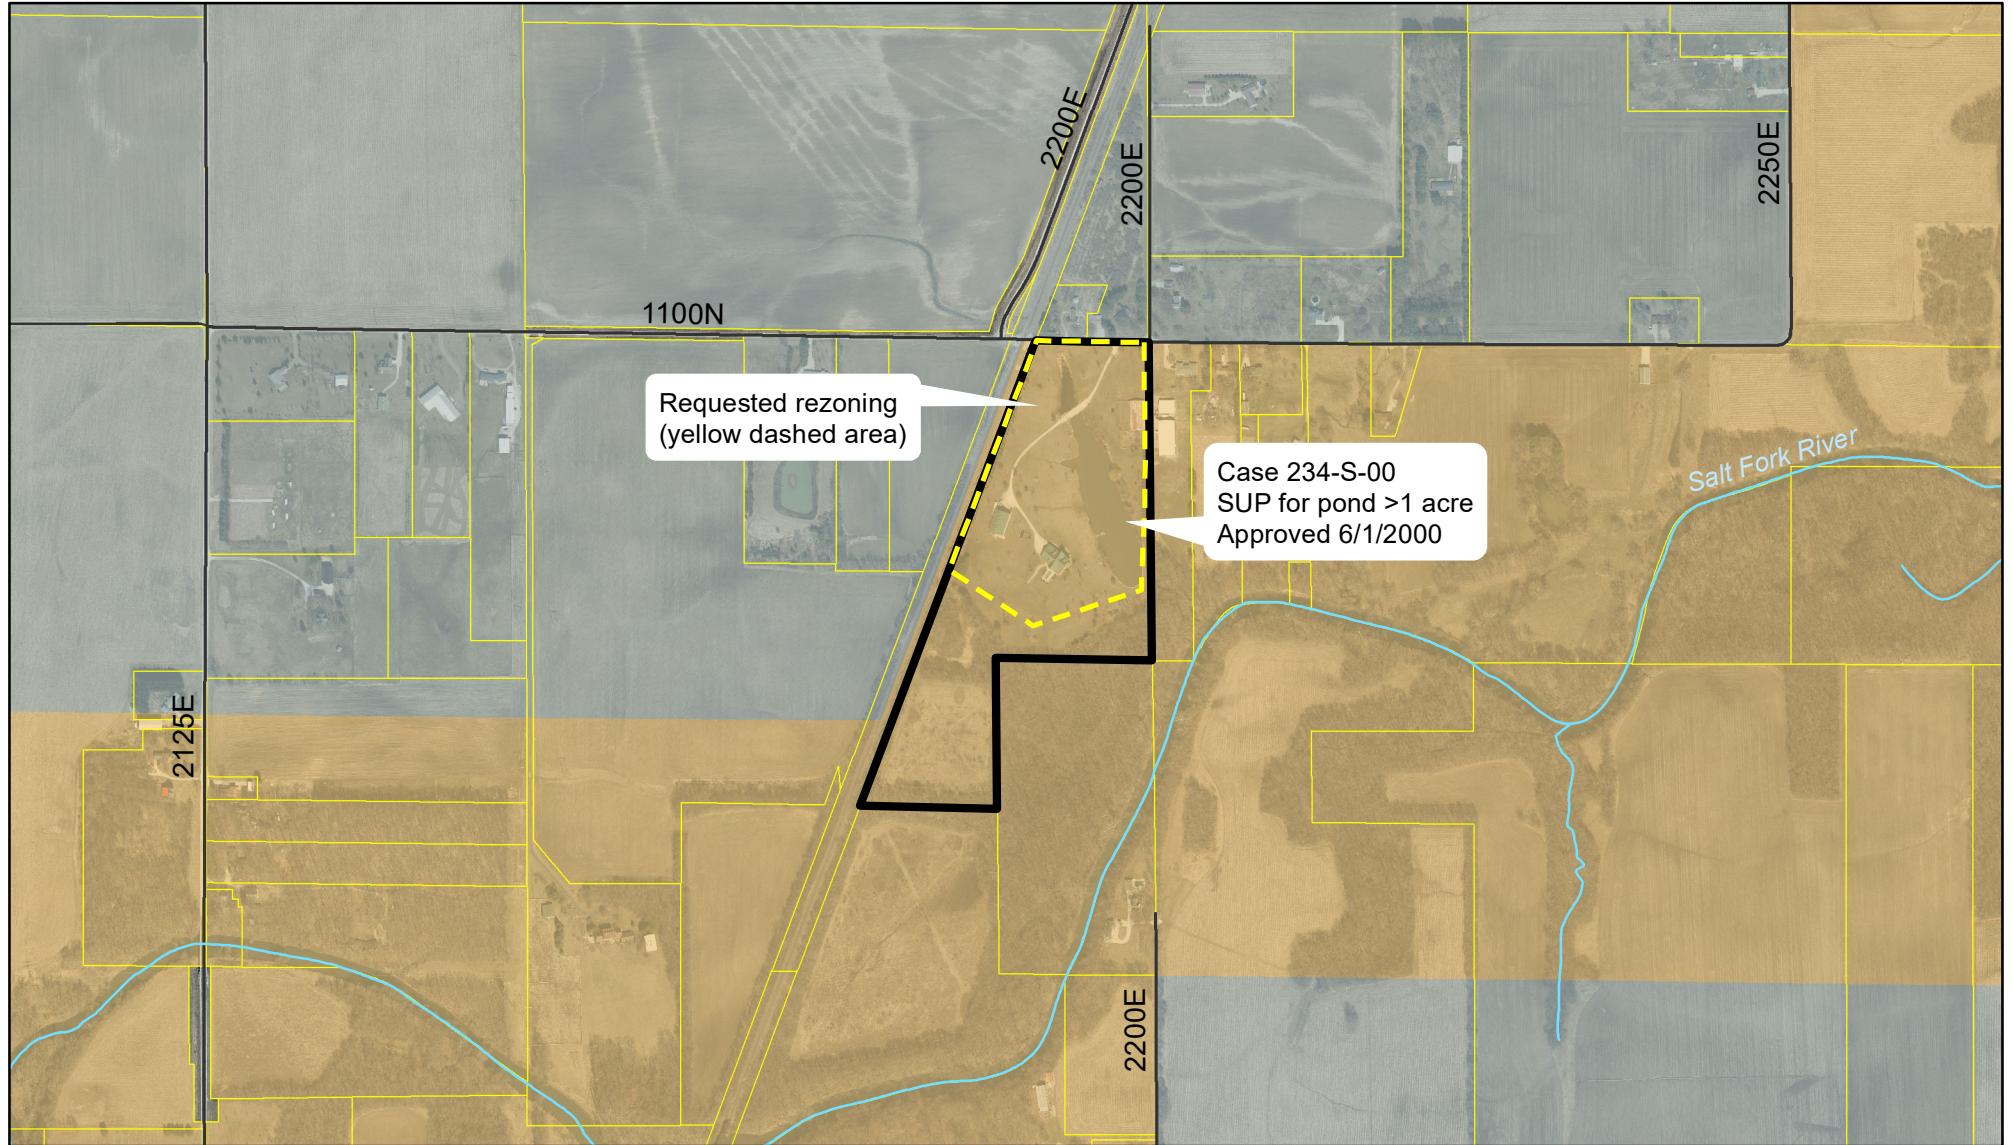 2200E
2200E
2250E
1100N
Requested rezoning
(yellow dashed area)
Case 234-S-00
SUP for pond >1 acre
Approved 6/1/2000
Salt Fork River
2125E
2200E